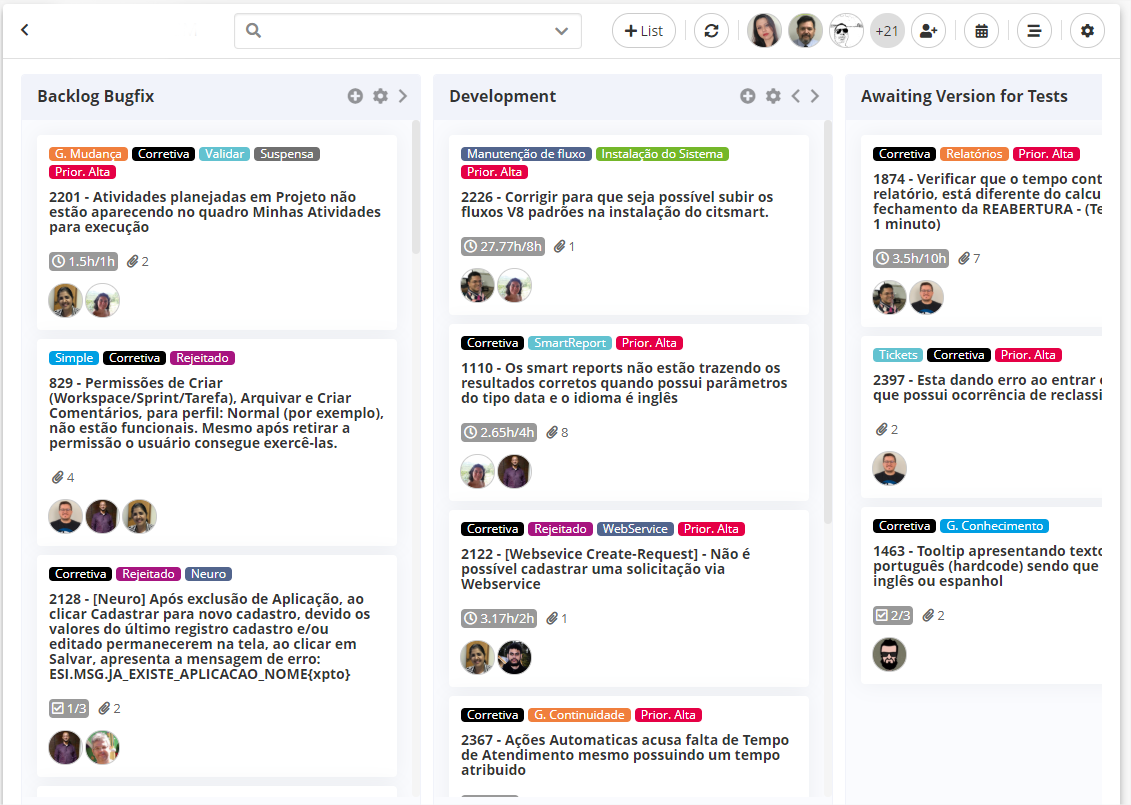 + List
+21
Backlog Bugfix
G. Mudança Corretiva Validar Suspensa
Prior. Alta
2201 - Atividades planejadas em Projeto não
estão aparecendo no quadro Minhas Atividades
para execução
1.5h/1h 2
Simple Corretiva Rejeitado
829 - Permissões de Criar
(Workspace/Sprint/Tarefa), Arquivar e Criar
Comentários, para perfil: Normal (por exemplo),
não estão funcionais. Mesmo após retirar a
permissão o usuário consegue exercê-las.
4
Corretiva Rejeitado Neuro
2128 - [Neuro] Após exclusão de Aplicação, ao
clicar Cadastrar para novo cadastro, devido os
valores do último registro cadastro e/ou
editado permanecerem na tela, ao clicar em
Salvar, apresenta a mensagem de erro:
ESI.MSG.JA_EXISTE_APLICACAO_NOME{xpto}
1/3 2
Development
Manutenção de fluxo Instalação do Sistema
Prior. Alta
2226 - Corrigir para que seja possível subir os
fluxos V8 padrões na instalação do citsmart.
27.77h/8h 1
Corretiva SmartReport Prior. Alta
1110 - Os smart reports não estão trazendo os
resultados corretos quando possui parâmetros
do tipo data e o idioma é inglês
2.65h/4h 8
Corretiva Rejeitado WebService Prior. Alta
2122 - [Websevice Create-Request] - Não é
possível cadastrar uma solicitação via
Webservice
3.17h/2h 1
Corretiva G. Continuidade Prior. Alta
2367 - Ações Automaticas acusa falta de Tempo
de Atendimento mesmo possuindo um tempo
atribuido
Awaiting Version for Tests
Corretiva Relatórios Prior. Alta
1874 - Verificar que o tempo cont
relatório, está diferente do calcu
fechamento da REABERTURA - (Te
1 minuto)
3.5h/10h 7
Tickets Corretiva Prior. Alta
2397 - Esta dando erro ao entrar
que possui ocorrência de reclassi
2
Corretiva G. Conhecimento
1463 - Tooltip apresentando texto
português (hardcode) sendo que
inglês ou espanhol
2/3 2